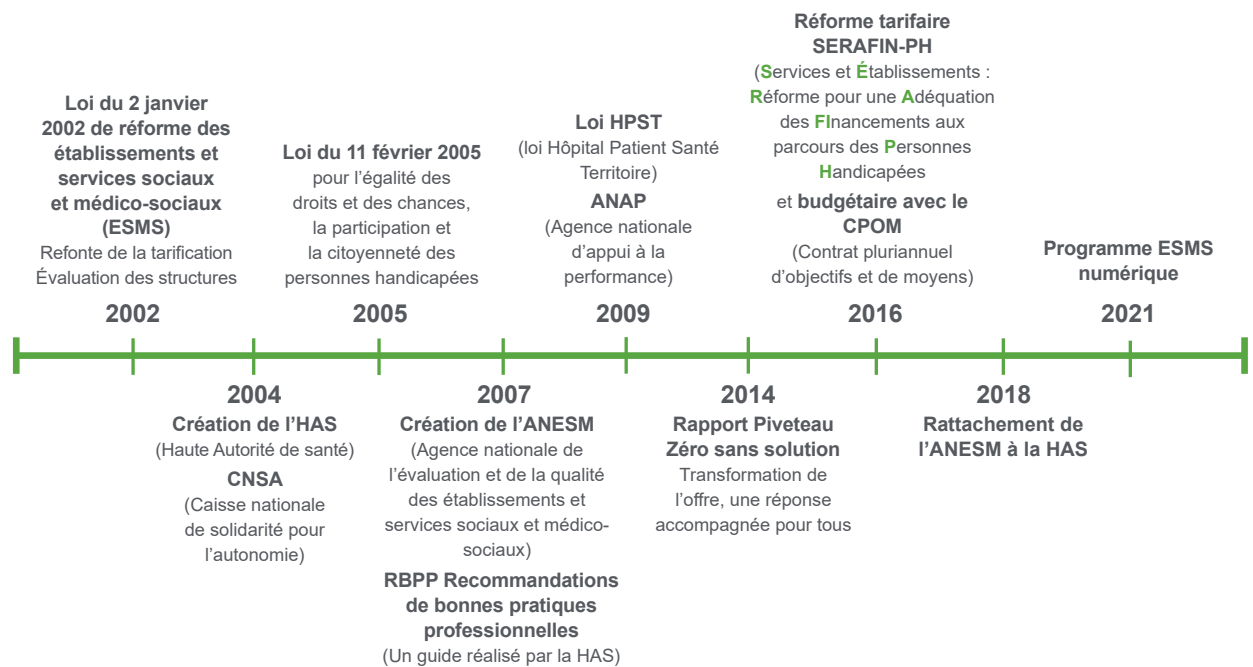 Loi du 2 janvier
2002 de réforme des
établissements et
services sociaux
et médico-sociaux
(ESMS)
Refonte de la tarification
Évaluation des structures
2002
2004
Création de l'HAS
(Haute Autorité de santé)
CNSA
(Caisse nationale
de solidarité pour
l'autonomie)
Loi du 11 février 2005
pour l'égalité des
droits et des chances,
la participation et
la citoyenneté des
personnes handicapées
2005
2007
Création de l'ANESM
(Agence nationale de
l'évaluation et de la qualité
des établissements et
services sociaux et médico-
sociaux)
RBPP Recommandations
de bonnes pratiques
professionnelles
(Un guide réalisé par la HAS)
Loi HPST
(loi Hôpital Patient Santé
Territoire)
ANAP
(Agence nationale
d'appui à la
performance)
2009
2014
Rapport Piveteau
Zéro sans solution
Transformation de
l'offre, une réponse
accompagnée pour tous
Réforme tarifaire
SERAFIN-PH
(Services et Établissements :
Réforme pour une Adéquation
des FInancements aux
parcours des Personnes
Handicapées
et budgétaire avec le
CPOM
(Contrat pluriannuel
d'objectifs et de moyens)
2016
2018
Rattachement de
l'ANESM à la HAS
Programme ESMS
numérique
2021